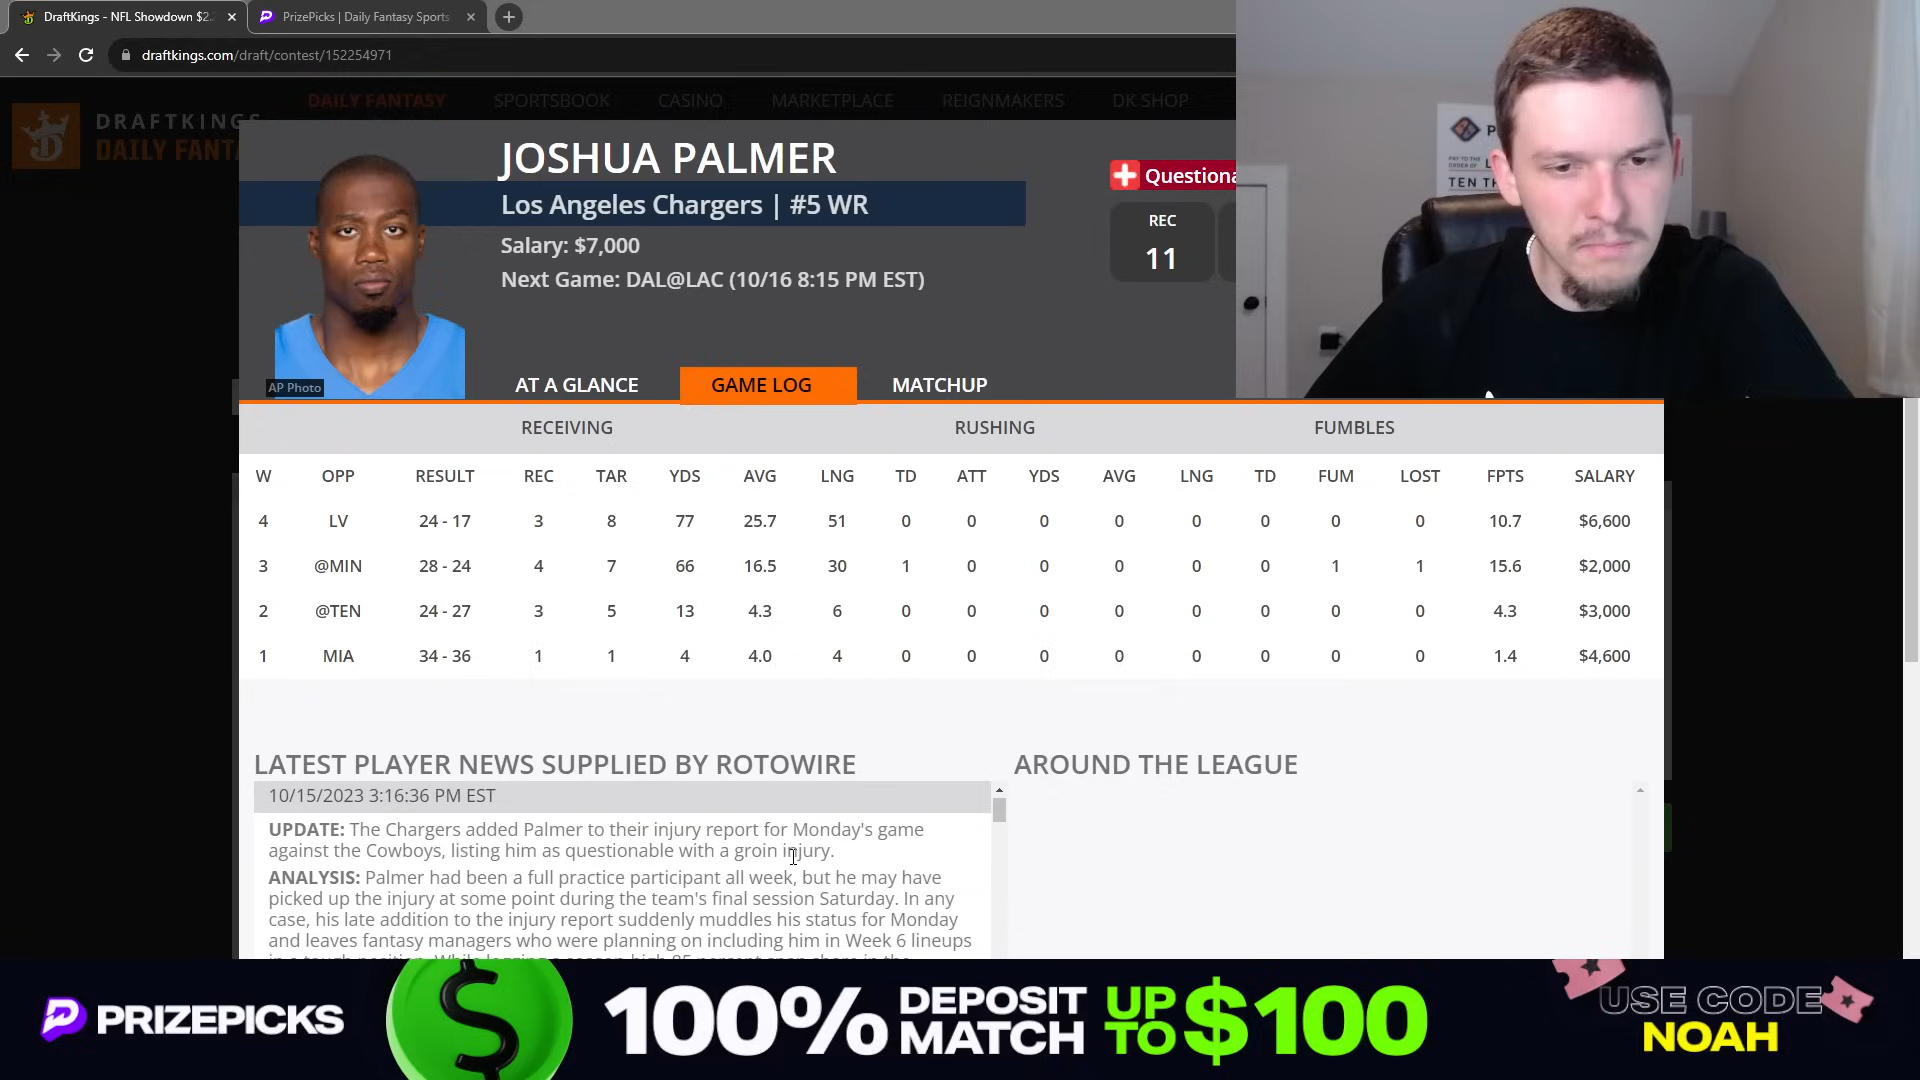 DraftKings - NFL Showdown $2.
PrizePicks | Daily Fantasy Sports
draftkings.com/draft/contest/152254971
DAILY FANTASY SPORTSBOOK CASINO MARKETPLACE REIGNMAKERS DK SHOP
DRAFTKINGS
DAILY FANTA
JOSHUA PALMER
Los Angeles Chargers | #5 WR
Salary: $7,000
Next Game: DAL@LAC (10/16 8:15 PM EST)
Questiona
REC
11
P
PAY TO THE
ORDER OF
TEN TH
AP Photo
AT A GLANCE GAME LOG MATCHUP
RECEIVING RUSHING FUMBLES
W OPP RESULT REC TAR YDS AVG LNG TD ATT YDS AVG LNG TD FUM LOST FPTS SALARY
4 LV 24 - 17 3 8 77 25.7 51 0 0 0 0 0 0 0 0 10.7 $6,600
3 @MIN 28 - 24 4 7 66 16.5 30 1 0 0 0 0 0 1 1 15.6 $2,000
2 @TEN 24 - 27 3 5 13 4.3 6 0 0 0 0 0 0 0 0 4.3 $3,000
1 MIA 34 - 36 1 1 4 4.0 4 0 0 0 0 0 0 0 0 1.4 $4,600
LATEST PLAYER NEWS SUPPLIED BY ROTOWIRE
AROUND THE LEAGUE
10/15/2023 3:16:36 PM EST
UPDATE: The Chargers added Palmer to their injury report for Monday's game
against the Cowboys, listing him as questionable with a groin injury.
ANALYSIS: Palmer had been a full practice participant all week, but he may have
picked up the injury at some point during the team's final session Saturday. In any
case, his late addition to the injury report suddenly muddles his status for Monday
and leaves fantasy managers who were planning on including him in Week 6 lineups
PRIZEPICKS
100% DEPOSIT MATCH UP TO $100
USE CODE
NOAH